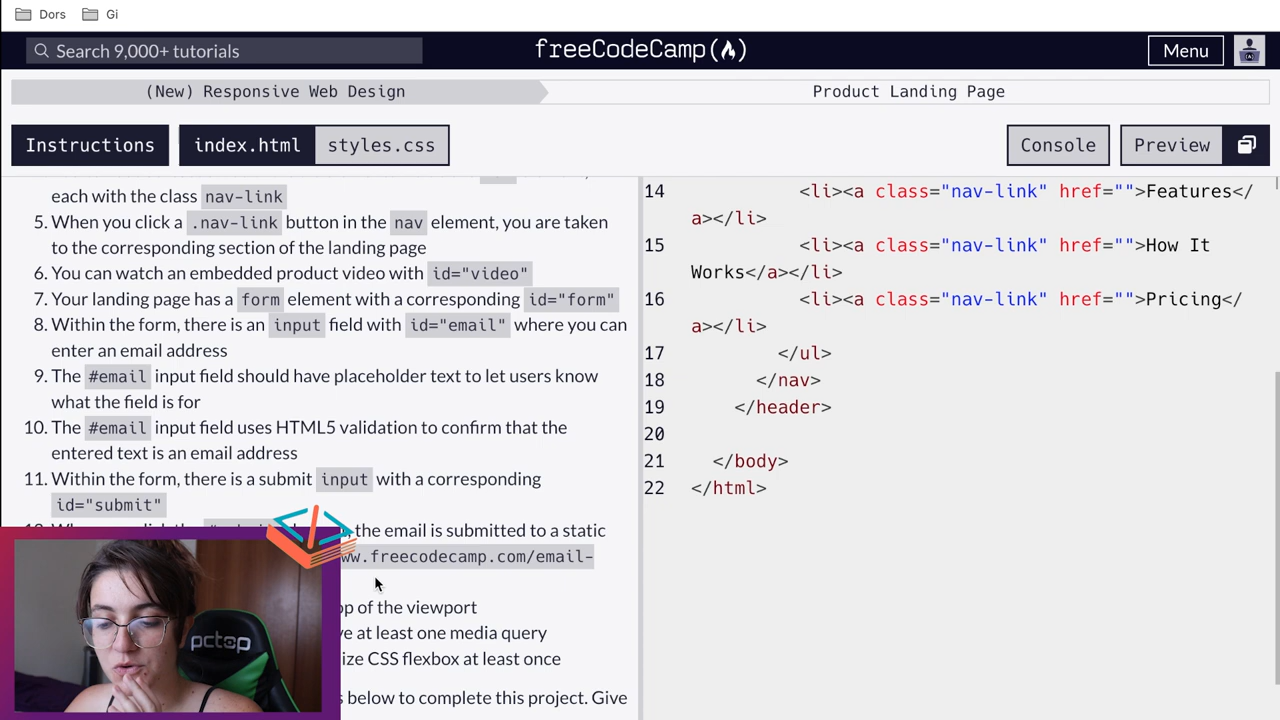 Dors Gi
Search 9,000+ tutorials
freeCodeCamp(🔥)
Menu
(New) Responsive Web Design
Product Landing Page
Instructions
index.html
styles.css
Console
Preview
each with the class nav-link
5. When you click a .nav-link button in the nav element, you are taken
to the corresponding section of the landing page
6. You can watch an embedded product video with id="video"
7. Your landing page has a form element with a corresponding id="form"
8. Within the form, there is an input field with id="email" where you can
enter an email address
9. The #email input field should have placeholder text to let users know
what the field is for
10. The #email input field uses HTML5 validation to confirm that the
entered text is an email address
11. Within the form, there is a submit input with a corresponding
id="submit"
the email is submitted to a static
ww.freecodecamp.com/email-
op of the viewport
ve at least one media query
ize CSS flexbox at least once
s below to complete this project. Give
pctop
14 <li><a class="nav-link" href="">Features</
a></li>
15 <li><a class="nav-link" href="">How It
Works</a></li>
16 <li><a class="nav-link" href="">Pricing</
a></li>
17 </ul>
18 </nav>
19 </header>
20
21 </body>
22 </html>